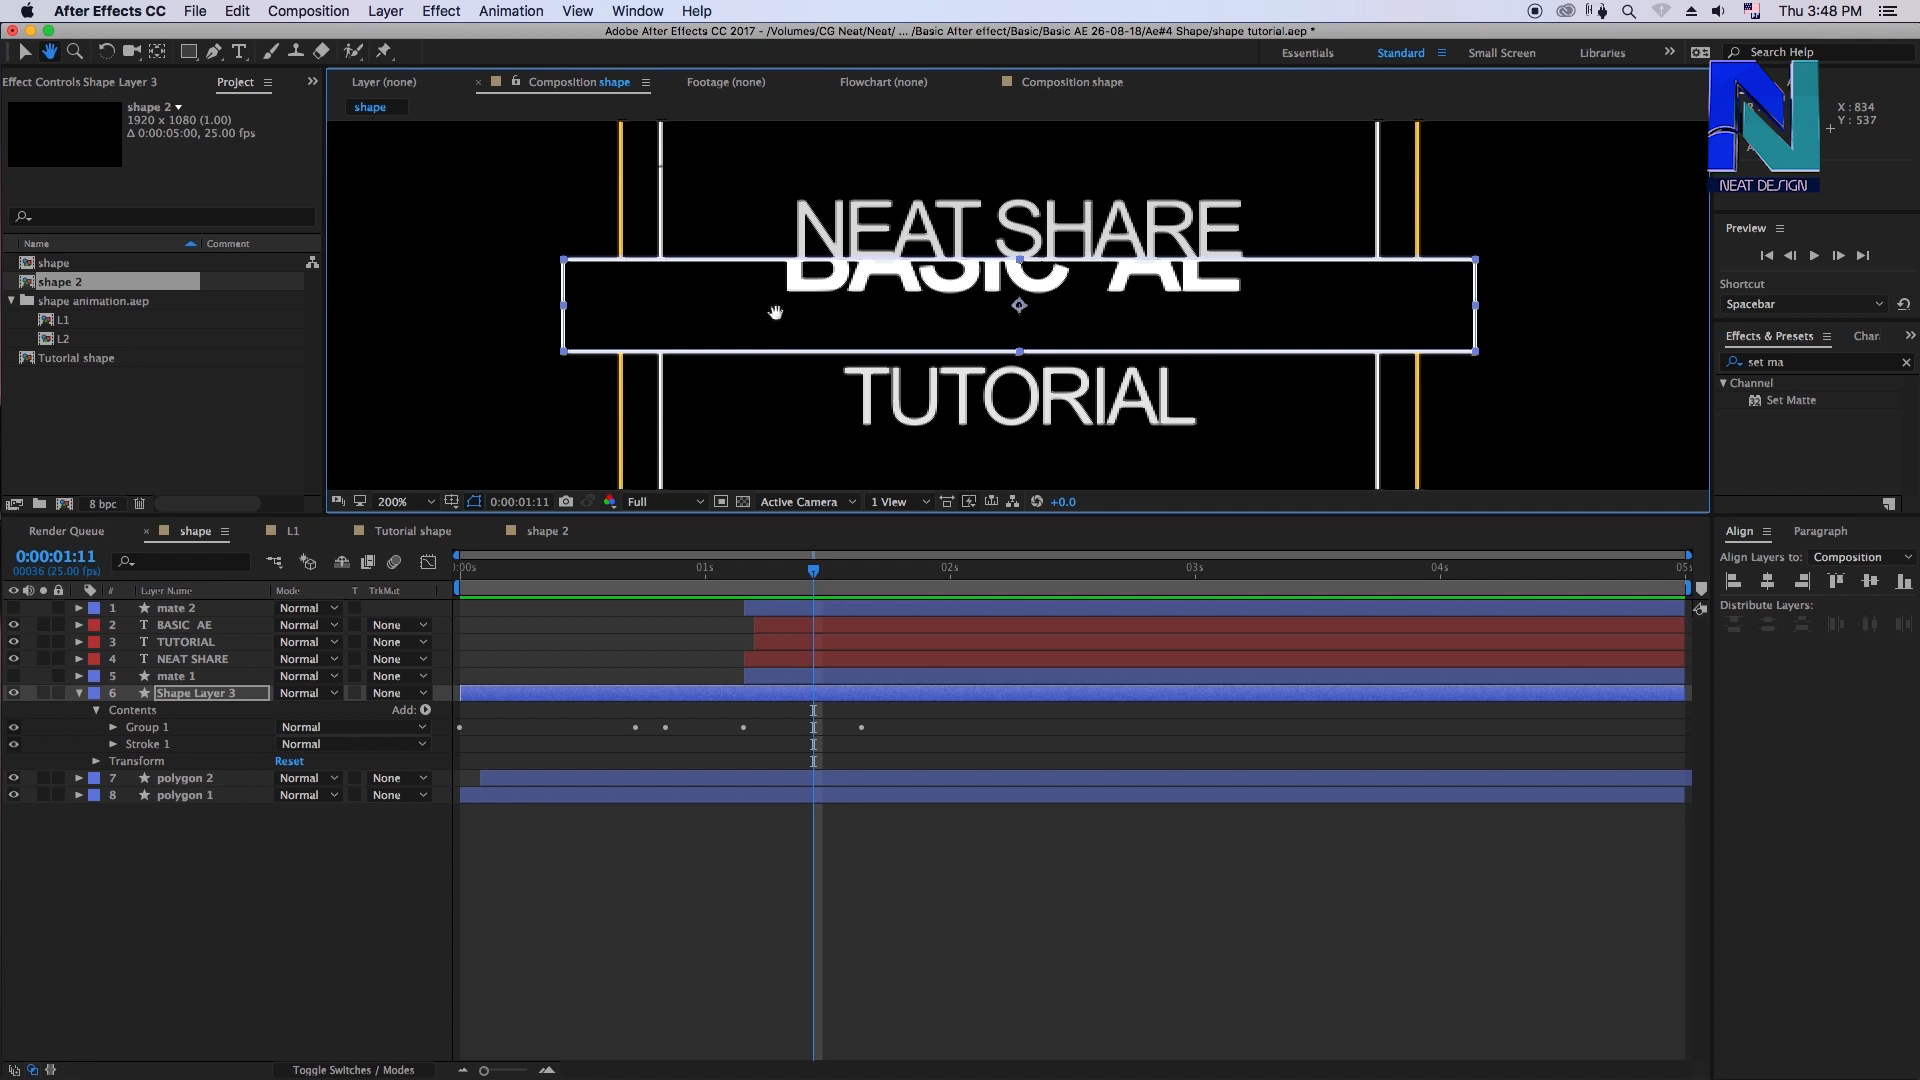 After Effects CC File Edit Composition Layer Effect Animation View Window Help Thu 3:48 PM
Adobe After Effects CC 2017 - /Volumes/CG Neat/Neat/ ... /Basic After effect/Basic/Basic AE 26-08-18/Ae#4 Shape/shape tutorial.aep *
Essentials Standard Small Screen Libraries Search Help
Effect Controls Shape Layer 3 Project
Layer (none) Composition shape Footage (none) Flowchart (none) Composition shape
shape
shape 2
1920 x 1080 (1.00)
Δ 0:00:05:00, 25.00 fps
X : 834
Y : 537
NEAT DESIGN
NEAT SHARE
BASIC AE
TUTORIAL
Name Comment
shape
shape 2
shape animation.aep
L1
L2
Tutorial shape
8 bpc
200% 0:00:01:11 Full Active Camera 1 View +0.0
Preview
Shortcut
Spacebar
Effects & Presets Char
set ma
Channel
32 Set Matte
Render Queue shape L1 Tutorial shape shape 2
0:00:01:11
00036 (25.00 fps)
:00s 01s 02s 03s 04s 05s
# Layer Name Mode T TrkMat
1 mate 2 Normal
2 T BASIC AE Normal None
3 T TUTORIAL Normal None
4 T NEAT SHARE Normal None
5 mate 1 Normal None
6 Shape Layer 3 Normal None
Contents Add:
Group 1 Normal
Stroke 1 Normal
Transform Reset
7 polygon 2 Normal None
8 polygon 1 Normal None
Toggle Switches / Modes
Align Paragraph
Align Layers to: Composition
Distribute Layers: